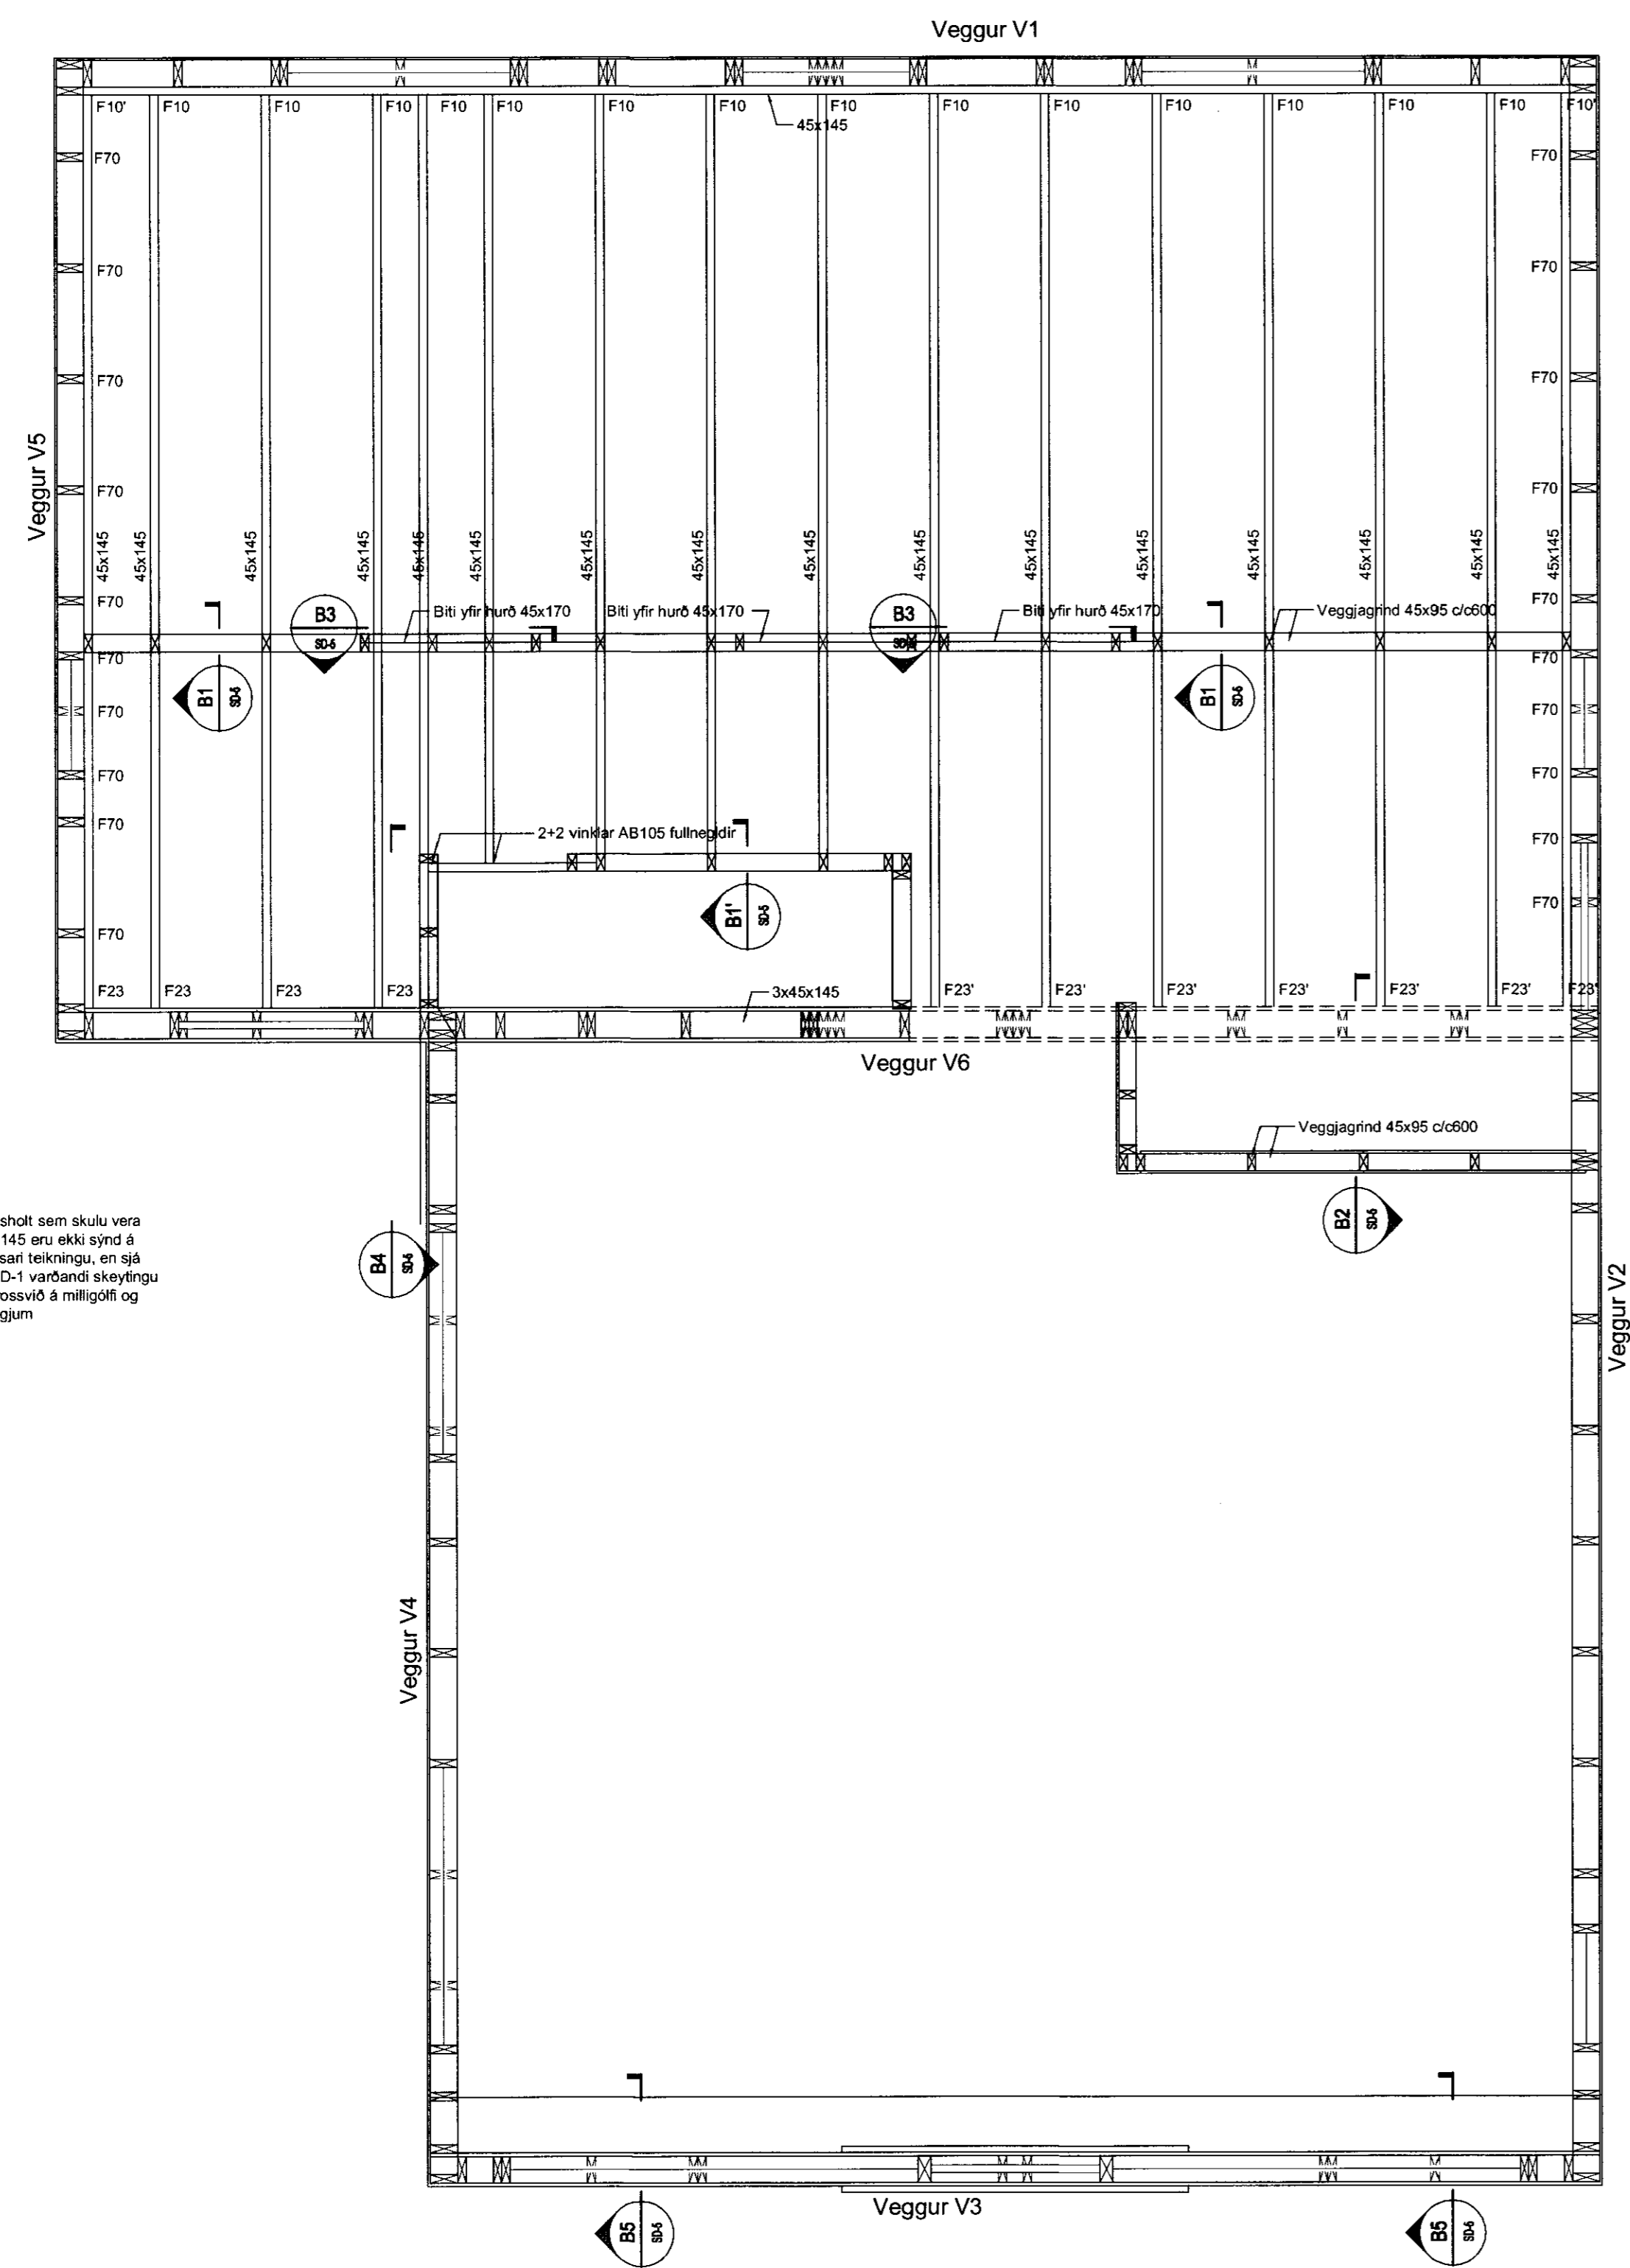 Veggur V1
F10' F10 F10 F10 F10 F10 F10 F10 F10 F10 F10 F10 F10 F10 F10 F10'
45x145
F70 F70
F70 F70
F70 F70
F70 F70
Veggur V5
45x145 45x145 45x145 45x145 45x145 45x145 45x145 45x145 45x145 45x145 45x145 45x145 45x145 45x145 45x145 45x145
F70 F70
B3 SD-5
Biti yfir hurð 45x170
Biti yfir hurð 45x170
B3
Biti yfir hurð 45x170
Veggjagrind 45x95 c/c600
F70 F70
B1 SD-5
B1 SD-5
F70 F70
F70 F70
F70 F70
2+2 vinklar AB105 fullnegldir
B1' SD-5
F70 F70
F23 F23 F23 F23
3x45x145
F23' F23' F23' F23' F23' F23' F23'
Veggur V6
Veggjagrind 45x95 c/c600
B2 SD-5
sholt sem skulu vera
145 eru ekki sýnd á
sari teikningu, en sjá
D-1 varðandi skeytingu
ossvið á milligólfi og
gjum
B4 SD-5
Veggur V2
Veggur V4
Veggur V3
B5 SD-5
B5 SD-5